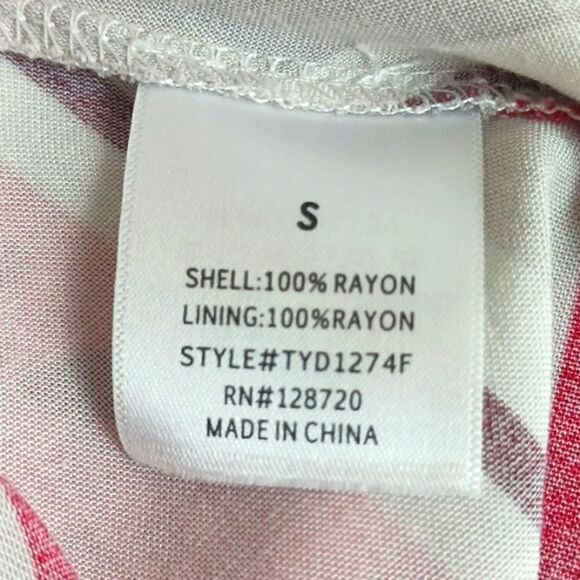 S
SHELL:100% RAYON
LINING:100%RAYON
STYLE#TYD1274F
RN#128720
MADE IN CHINA